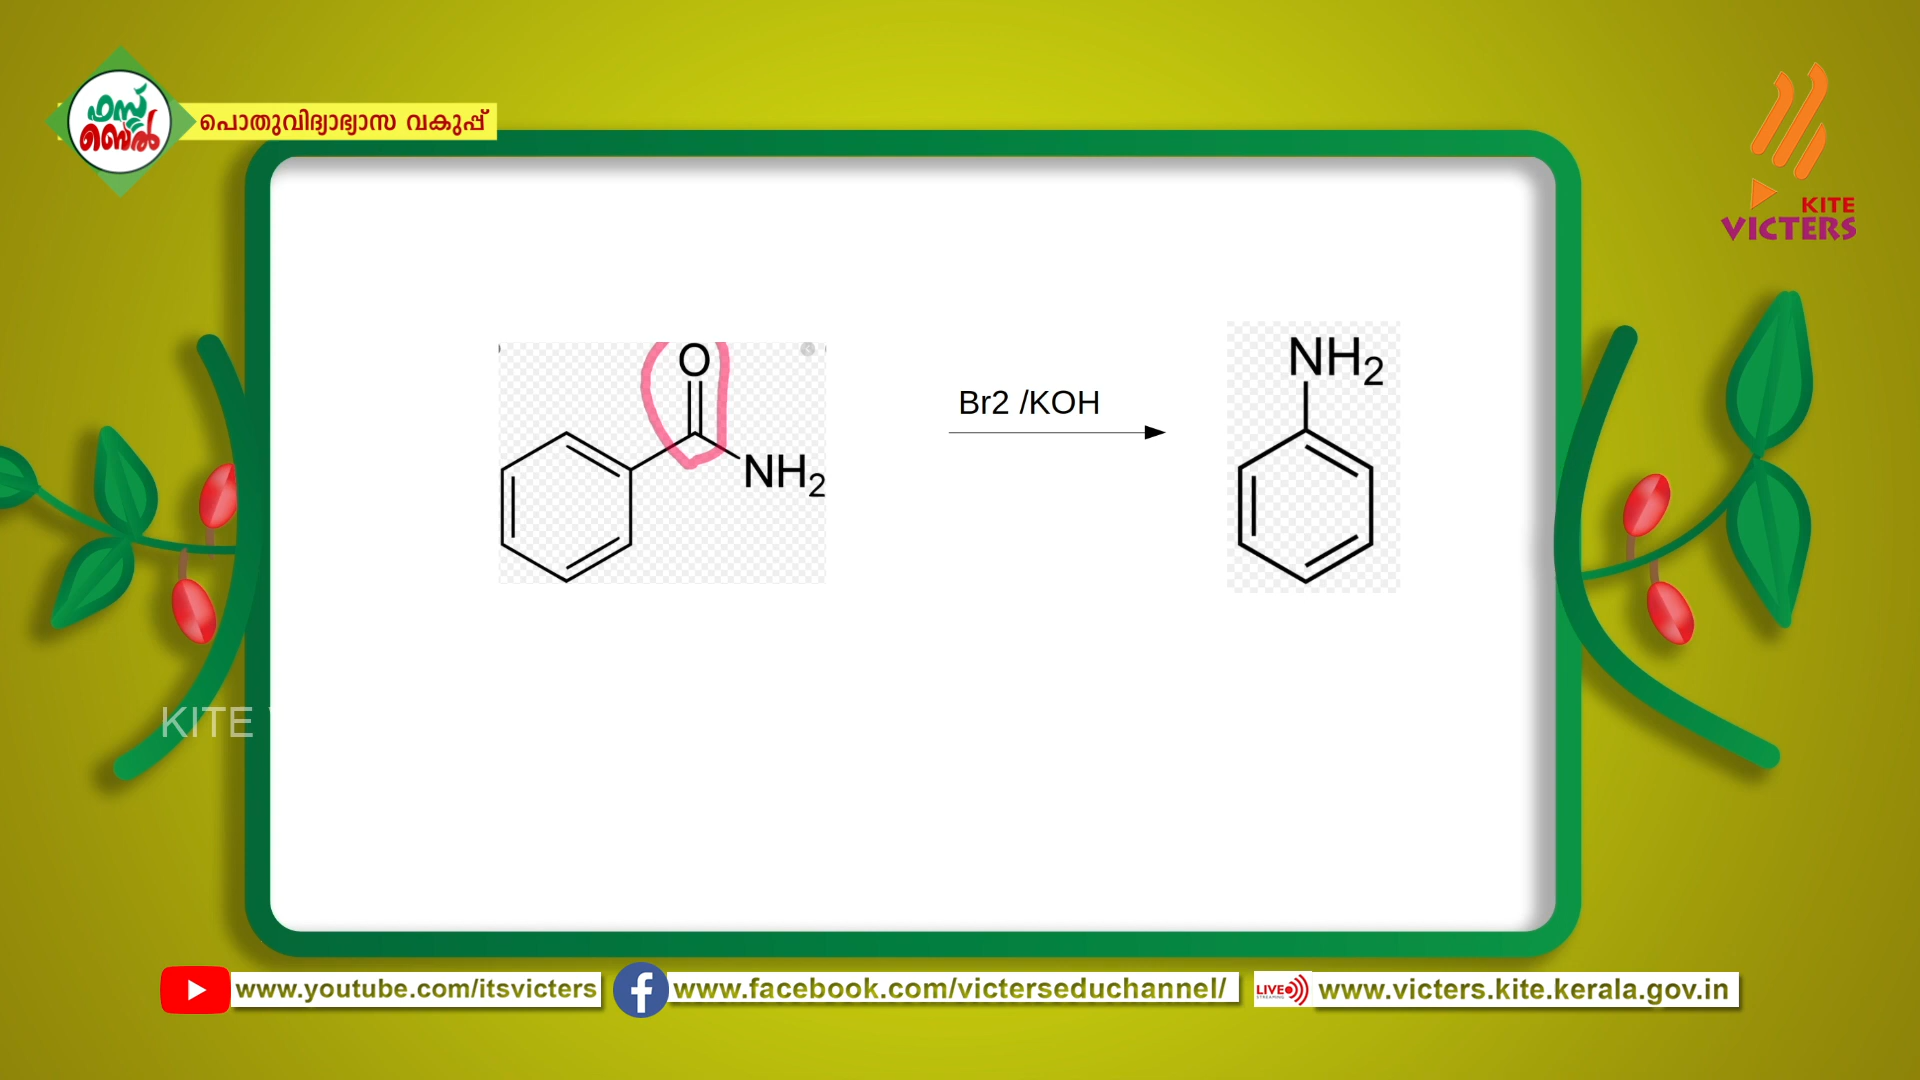 ഫസ്റ്റ്
ബെൽ
പൊതുവിദ്യാഭ്യാസ വകുപ്പ്
KITE
VICTERS
O
NH2
Br2 /KOH
NH2
KITE
www.youtube.com/itsvicters
www.facebook.com/victerseduchannel/
LIVE
STREAMING
www.victers.kite.kerala.gov.in